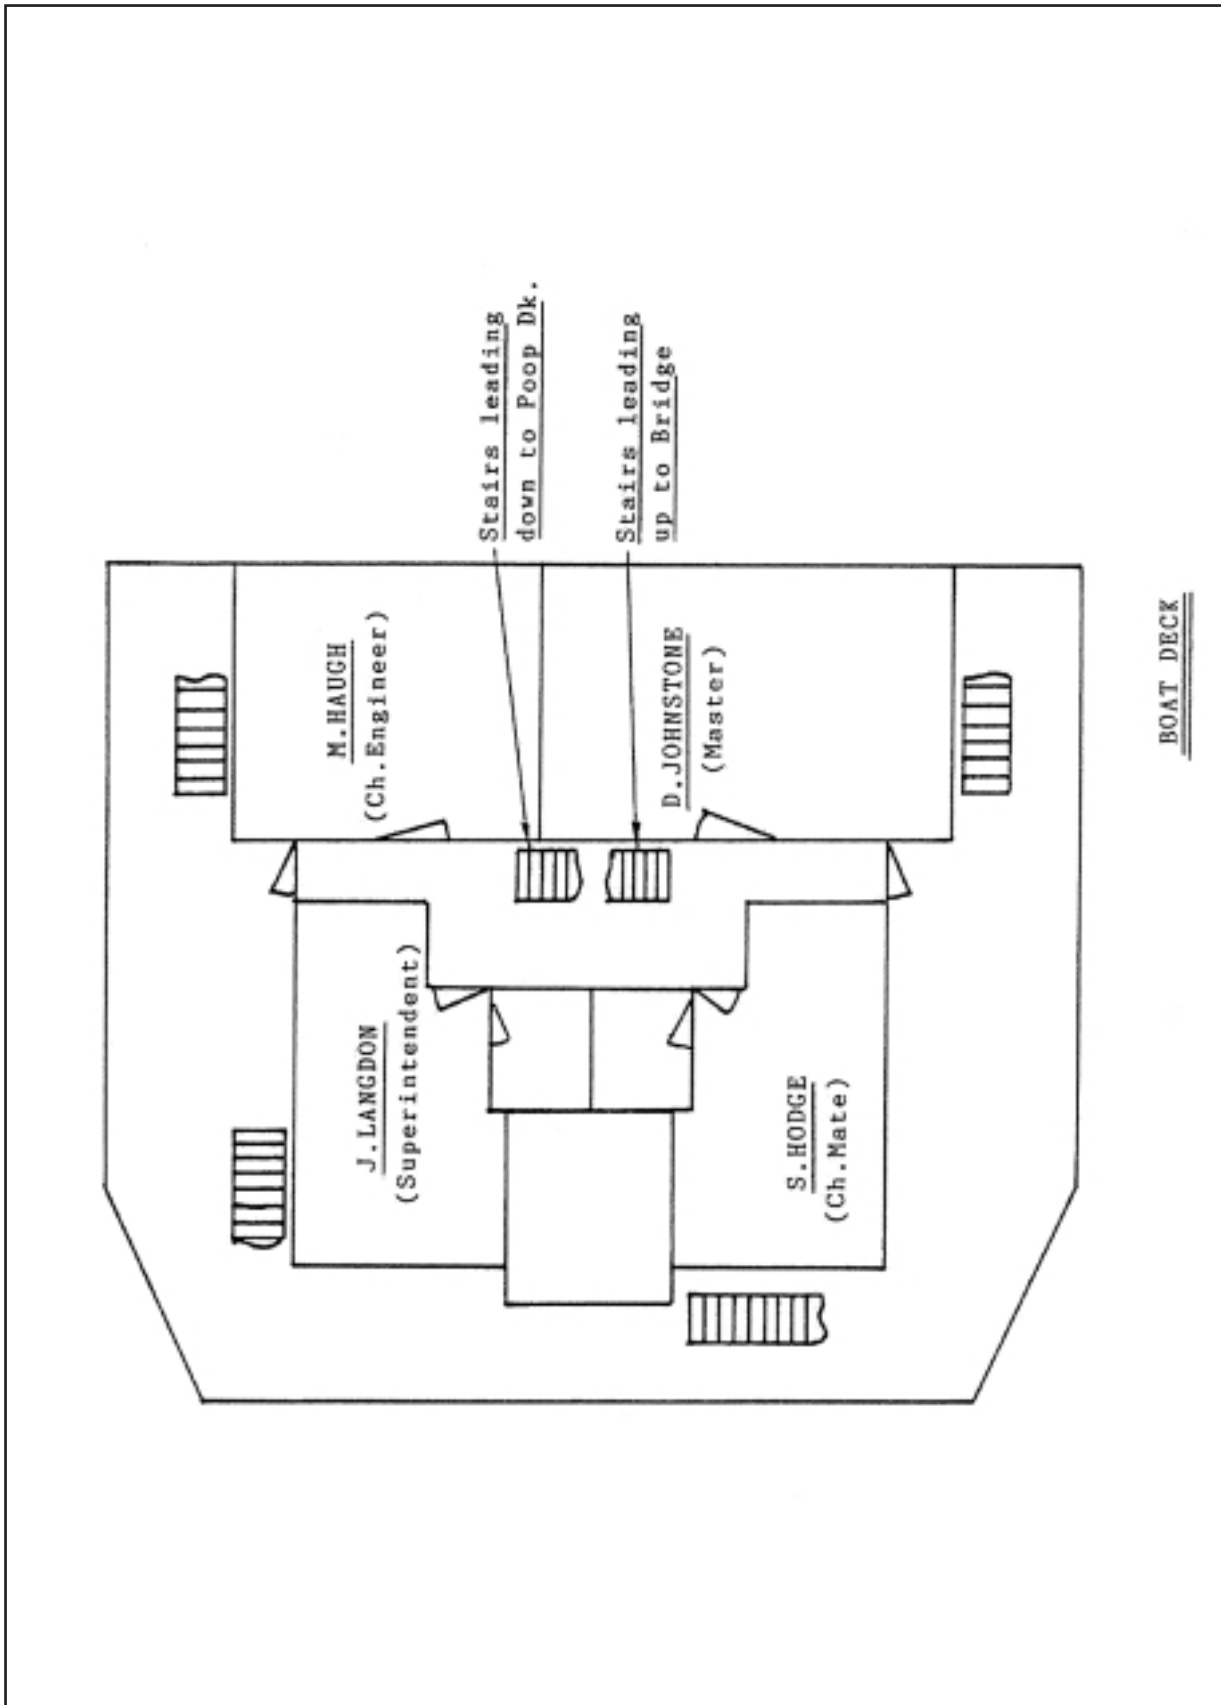 Stairs leading
down to Poop Dk.
Stairs leading
up to Bridge
M.HAUGH
(Ch.Engineer)
D.JOHNSTONE
(Master)
J.LANGDON
(Superintendent)
S.HODGE
(Ch.Mate)
BOAT DECK